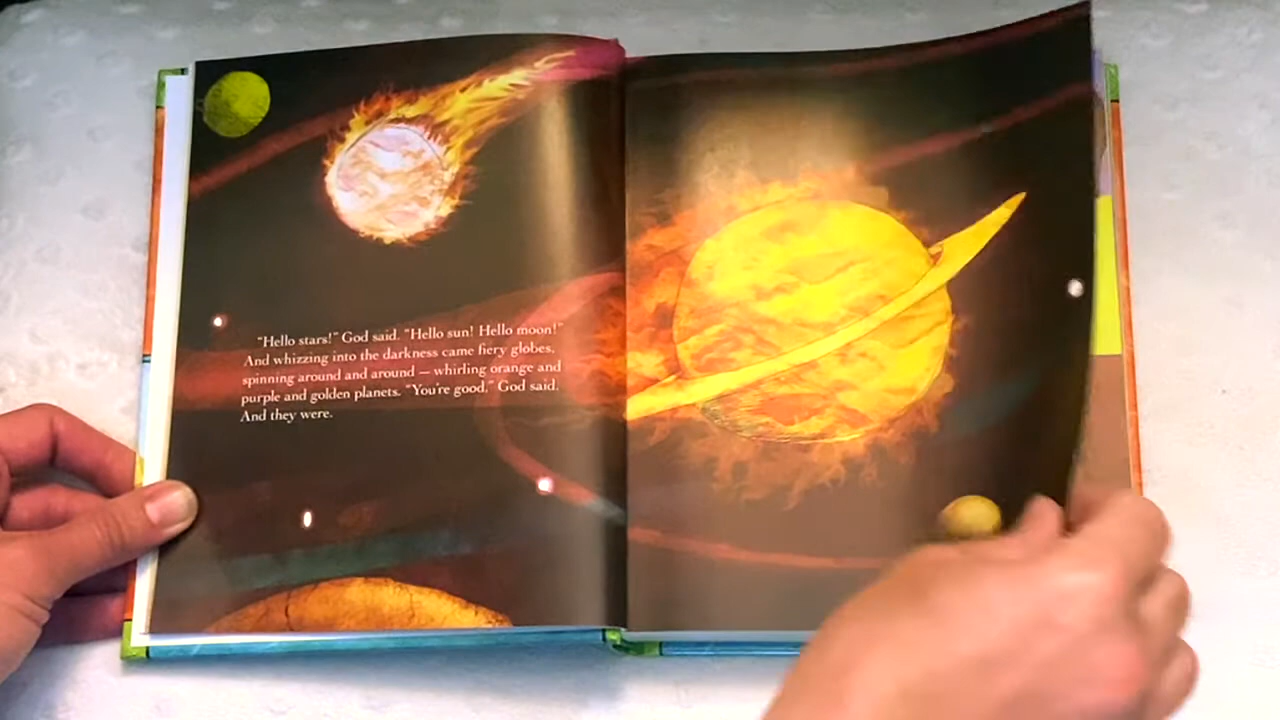 "Hello stars!" God said. "Hello sun! Hello moon!"
And whizzing into the darkness came fiery globes,
spinning around and around — whirling orange and
purple and golden planets. "You're good," God said.
And they were.